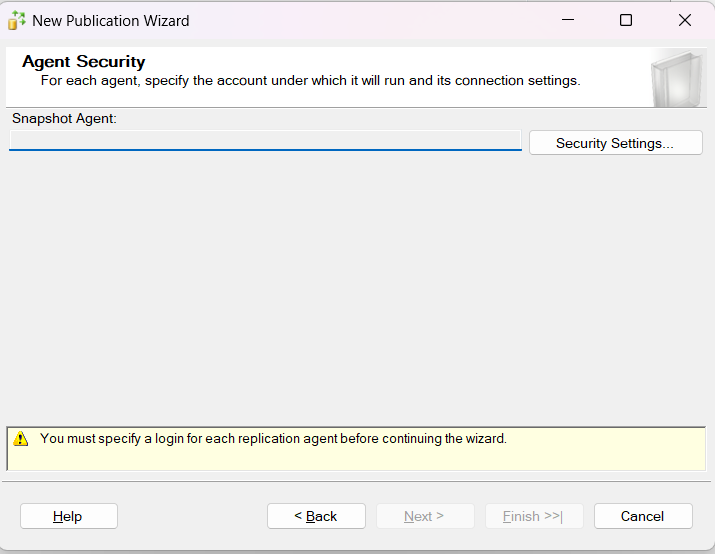 New Publication Wizard
Agent Security
For each agent, specify the account under which it will run and its connection settings.
Snapshot Agent:
Security Settings...
You must specify a login for each replication agent before continuing the wizard.
Help
< Back
Next >
Finish >>|
Cancel